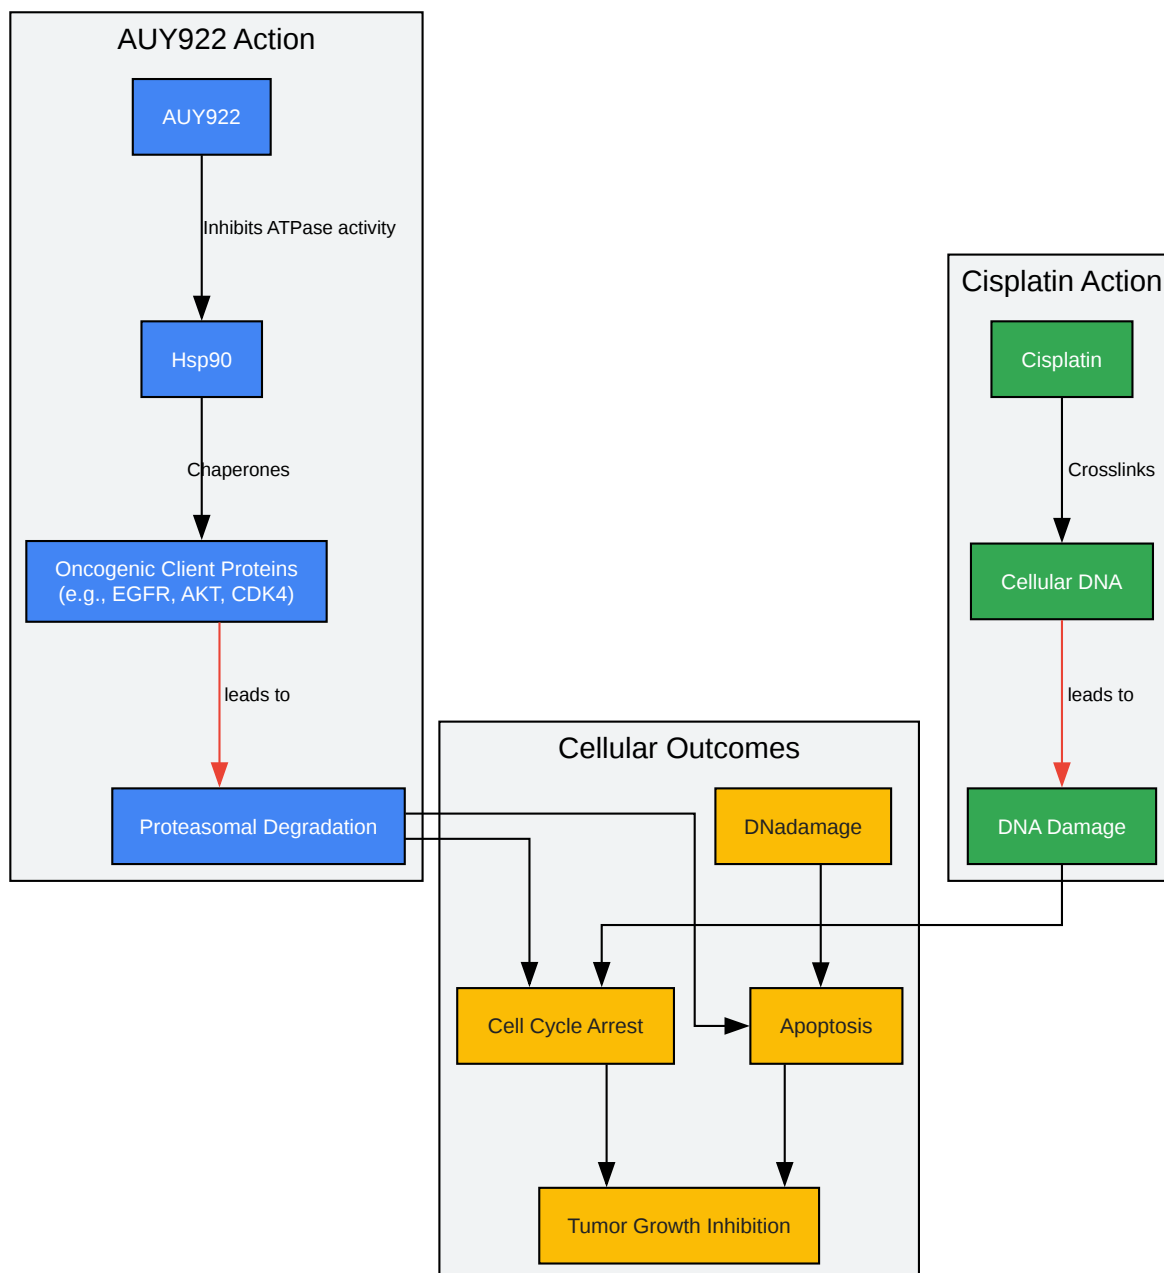 AUY922 Action
AUY922
Inhibits ATPase activity
Hsp90
Chaperones
Oncogenic Client Proteins
(e.g., EGFR, AKT, CDK4)
leads to
Proteasomal Degradation
Cisplatin Action
Cisplatin
Crosslinks
Cellular DNA
leads to
DNA Damage
Cellular Outcomes
DNadamage
Cell Cycle Arrest
Apoptosis
Tumor Growth Inhibition